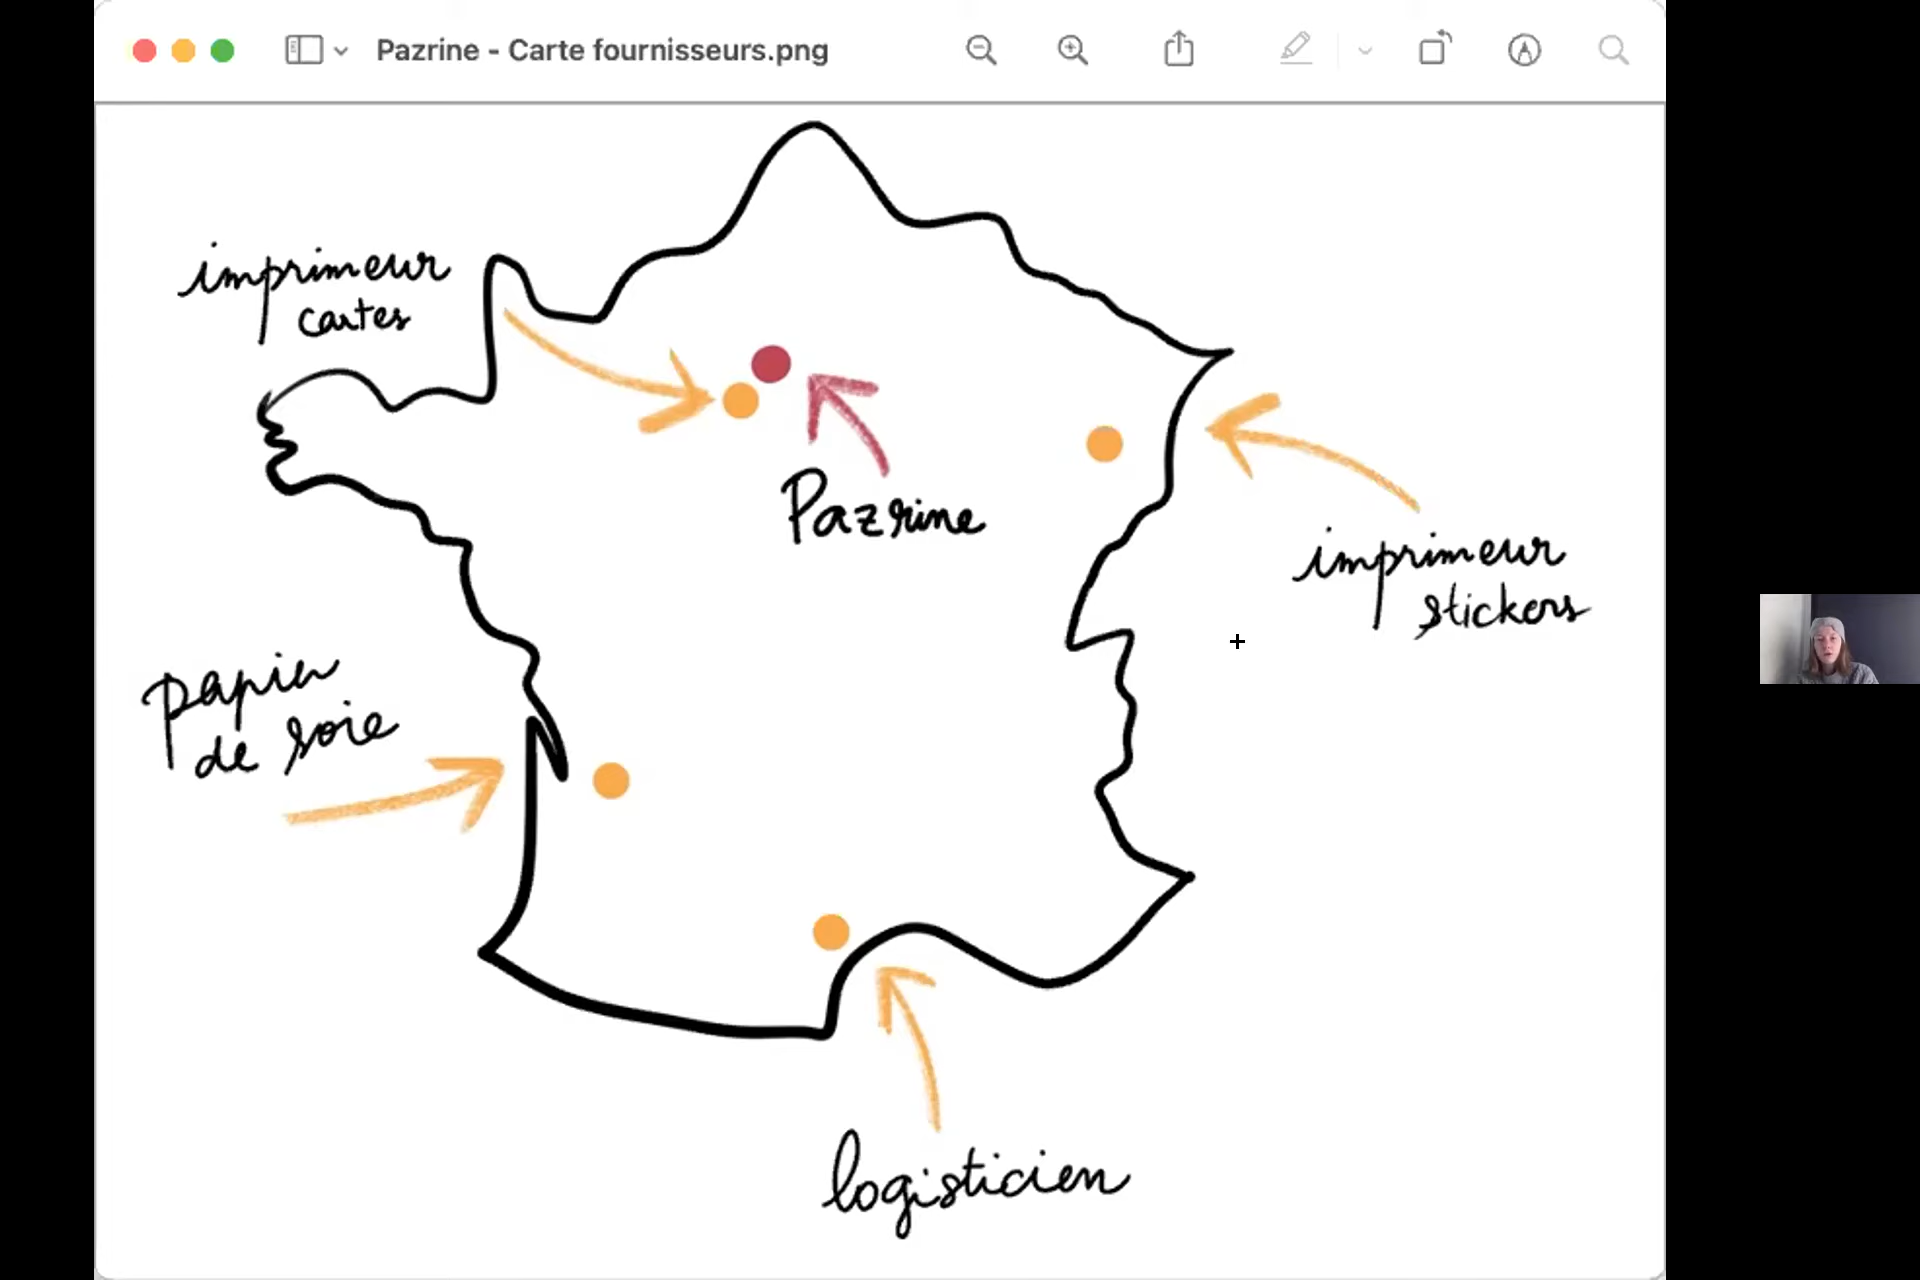 Pazrine - Carte fournisseurs.png
imprimeur
cartes
Pazrine
imprimeur
stickers
papier
de soie
logisticien